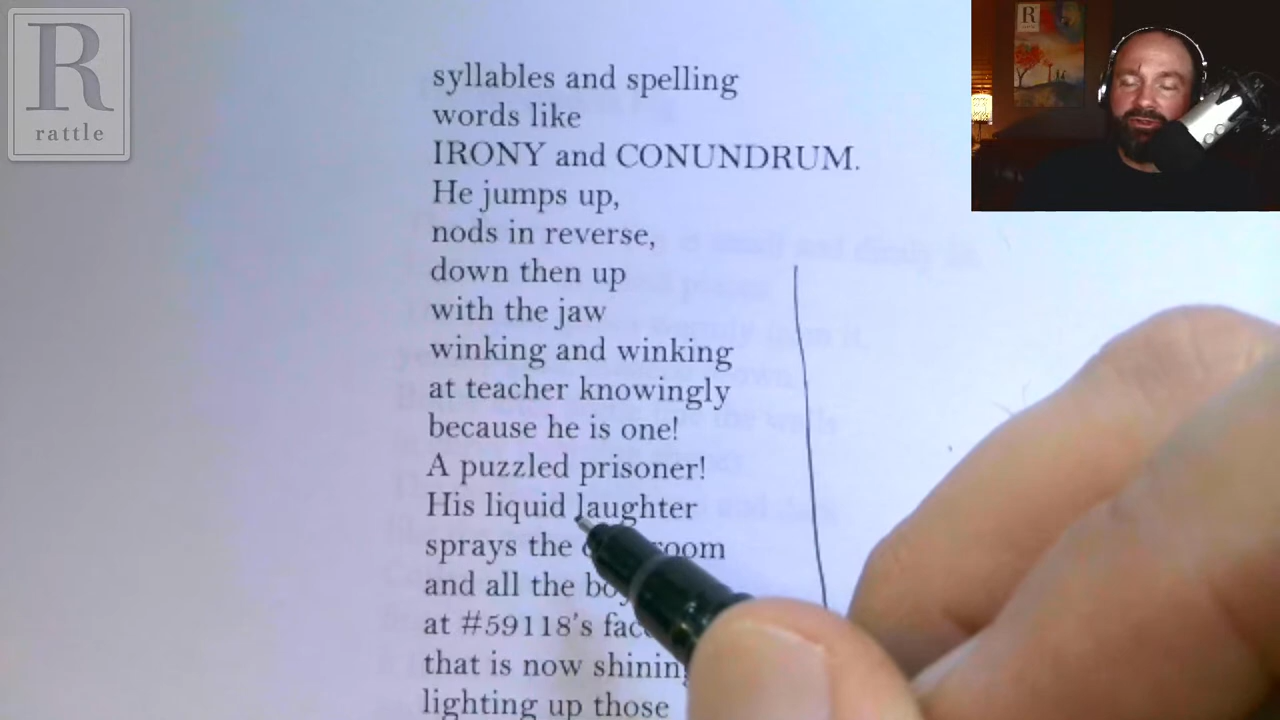 R
rattle
syllables and spelling
words like
IRONY and CONUNDRUM.
He jumps up,
nods in reverse,
down then up
with the jaw
winking and winking
at teacher knowingly
because he is one!
A puzzled prisoner!
His liquid laughter
sprays the room
and all the
at #59118's
that is now
lighting up those